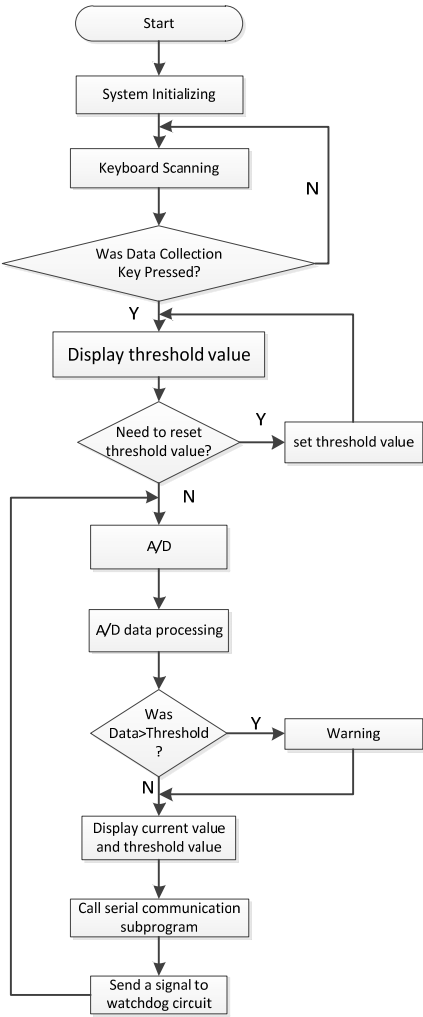 Start
System Initializing
Keyboard Scanning
N
Was Data Collection
Key Pressed?
Y
Display threshold value
Need to reset
threshold value?
Y
set threshold value
N
A/D
A/D data processing
Was
Data>Threshold
?
Y
Warning
N
Display current value
and threshold value
Call serial communication
subprogram
Send a signal to
watchdog circuit